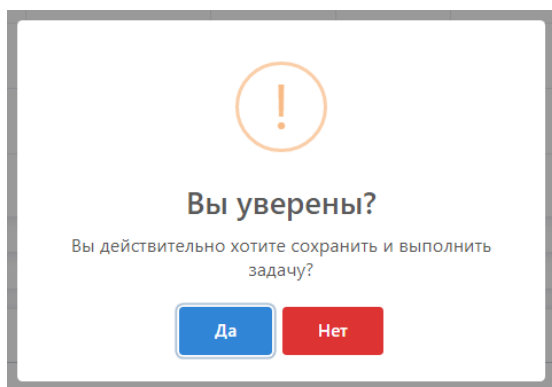 !
Вы уверены?
Вы действительно хотите сохранить и выполнить
задачу?
Да
Нет